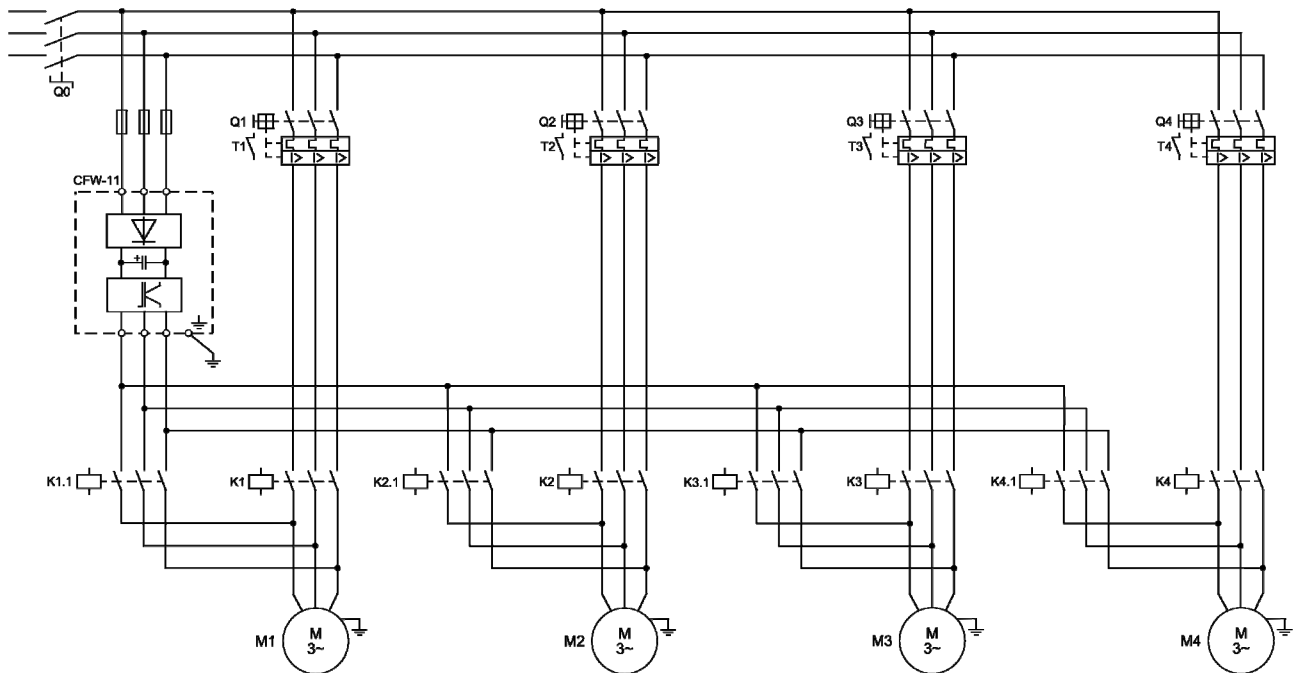 Q0
Q1
Q2
Q3
Q4
T1
T2
T3
T4
CFW-11
+
K1.1
K1
K2.1
K2
K3.1
K3
K4.1
K4
M1
M
3~
M2
M
3~
M3
M
3~
M4
M
3~